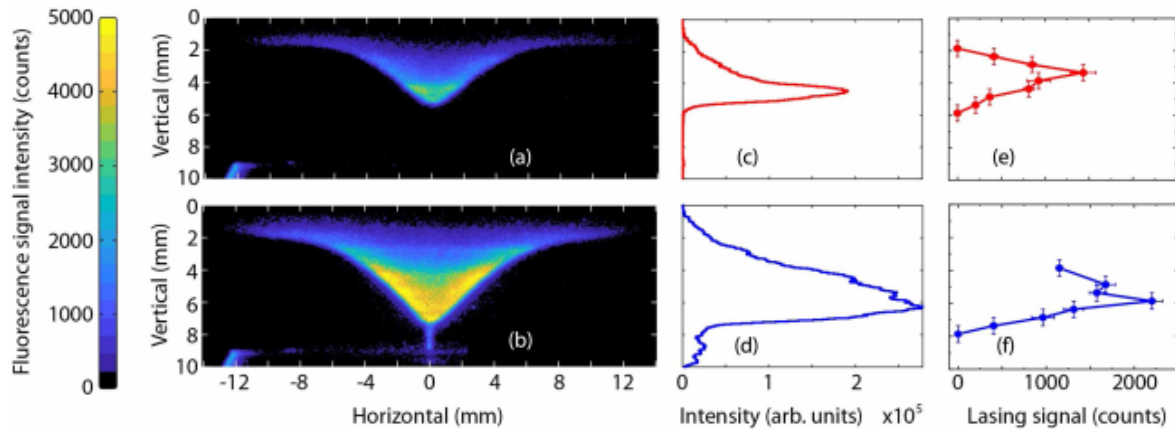 Fluorescence signal intensity (counts)
5000
4000
3000
2000
1000
0
Vertical (mm)
0
2
4
6
8
10
(a)
(c)
(e)
Vertical (mm)
0
2
4
6
8
10
(b)
(d)
(f)
-12 -8 -4 0 4 8 12
Horizontal (mm)
0 1 2
Intensity (arb. units) x10⁵
0 1000 2000
Lasing signal (counts)